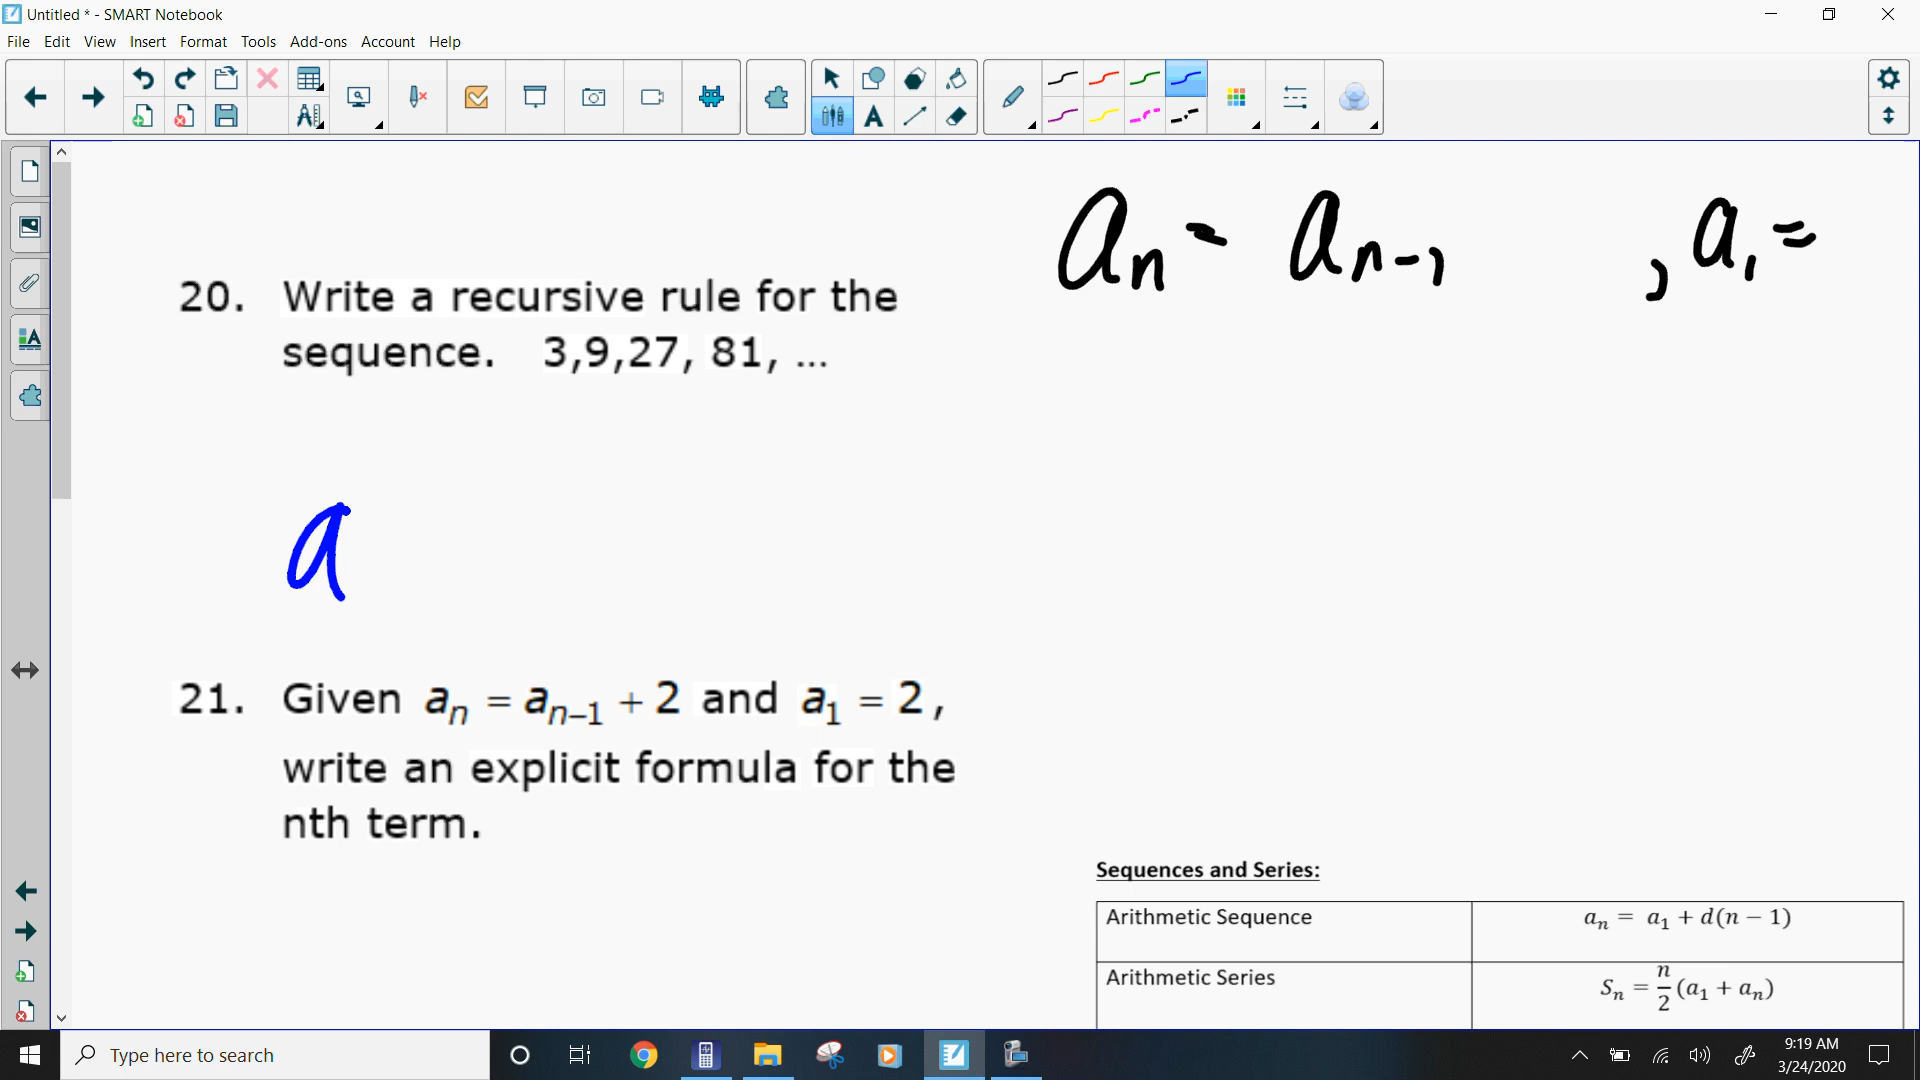 Untitled * - SMART Notebook
File Edit View Insert Format Tools Add-ons Account Help
aₙ = aₙ₋₁ , a₁ =
20. Write a recursive rule for the
sequence. 3,9,27, 81, ...
a
21. Given aₙ = aₙ₋₁ + 2 and a₁ = 2,
write an explicit formula for the
nth term.
Sequences and Series:
Arithmetic Sequence aₙ = a₁ + d(n − 1)
Arithmetic Series Sₙ = n/2 (a₁ + aₙ)
Type here to search
9:19 AM
3/24/2020